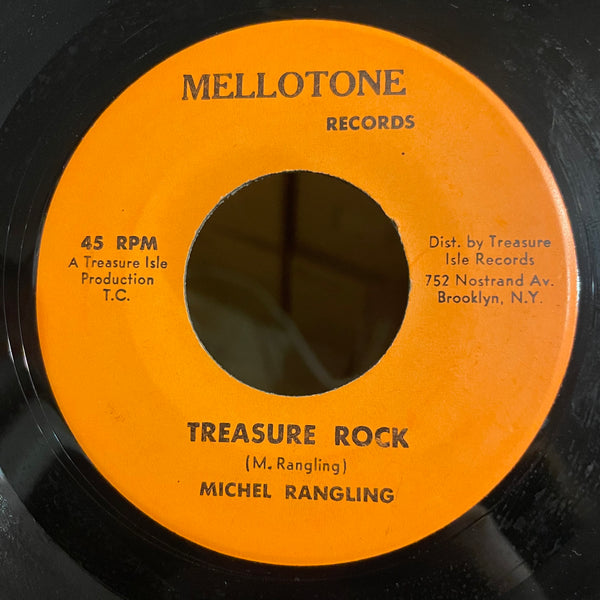 MELLOTONE
RECORDS
45 RPM
A Treasure Isle
Production
T.C.
Dist. by Treasure
Isle Records
752 Nostrand Av.
Brooklyn, N.Y.
TREASURE ROCK
(M. Rangling)
MICHEL RANGLING